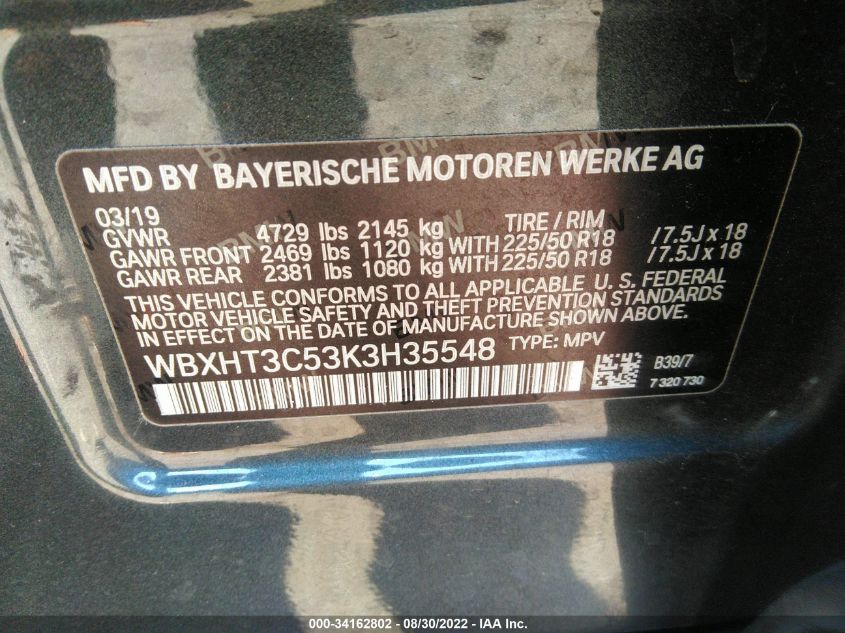 MFD BY BAYERISCHE MOTOREN WERKE AG
03/19 TIRE / RIM
GVWR 4729 lbs 2145 kg
GAWR FRONT 2469 lbs 1120 kg WITH 225/50 R18 / 7.5J x 18
GAWR REAR 2381 lbs 1080 kg WITH 225/50 R18 / 7.5J x 18
THIS VEHICLE CONFORMS TO ALL APPLICABLE U. S. FEDERAL
MOTOR VEHICLE SAFETY AND THEFT PREVENTION STANDARDS
IN EFFECT ON THE DATE OF MANUFACTURE SHOWN ABOVE.
WBXHT3C53K3H35548 TYPE: MPV
B39/7
7 320 730
000-34162802 - 08/30/2022 - IAA Inc.